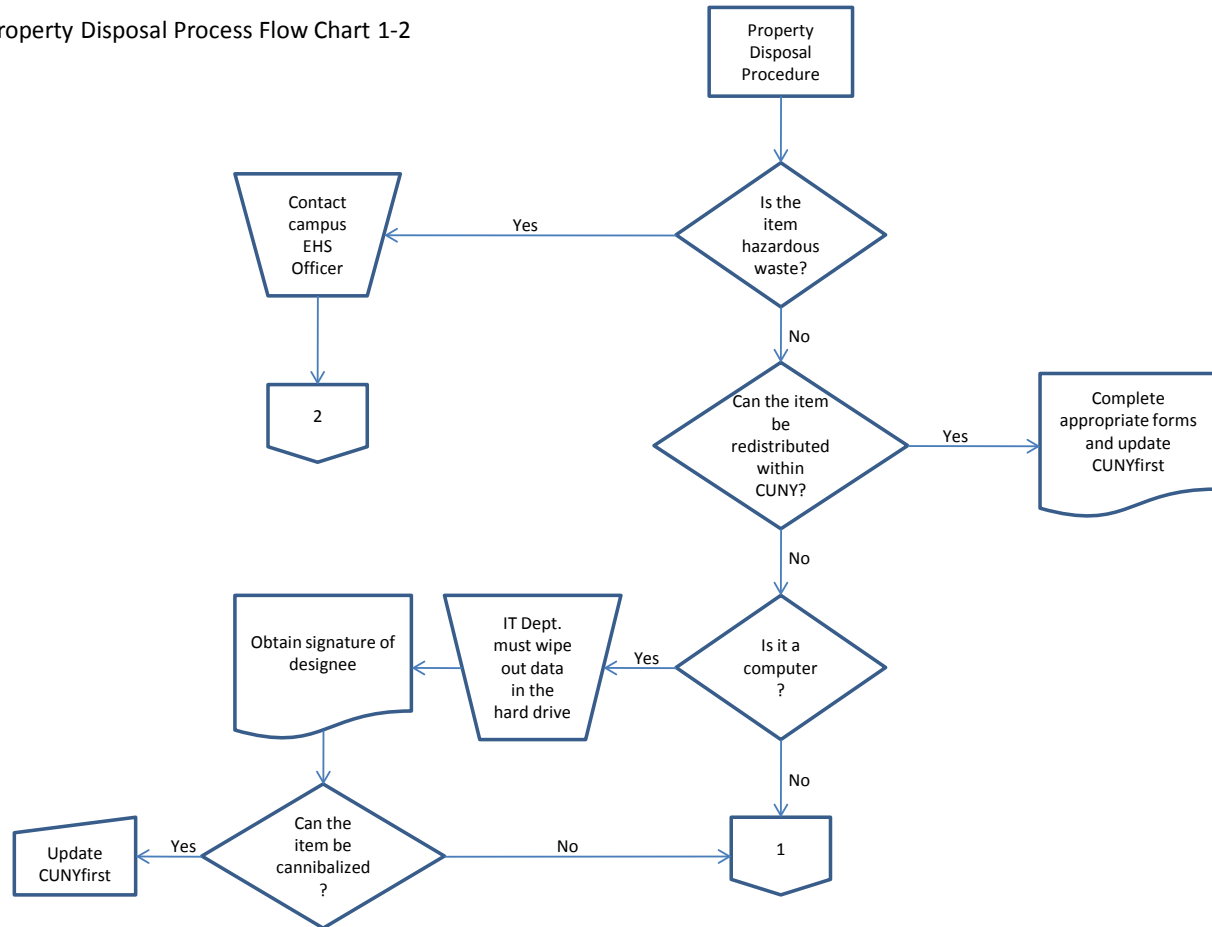 roperty Disposal Process Flow Chart 1-2
Property
Disposal
Procedure
Is the
item
hazardous
waste?
Yes
Contact
campus
EHS
Officer
2
No
Can the item
be
redistributed
within
CUNY?
Yes
Complete
appropriate forms
and update
CUNYfirst
No
Is it a
computer
?
Yes
IT Dept.
must wipe
out data
in the
hard drive
Obtain signature of
designee
No
Can the
item be
cannibalized
?
Yes
Update
CUNYfirst
No
1